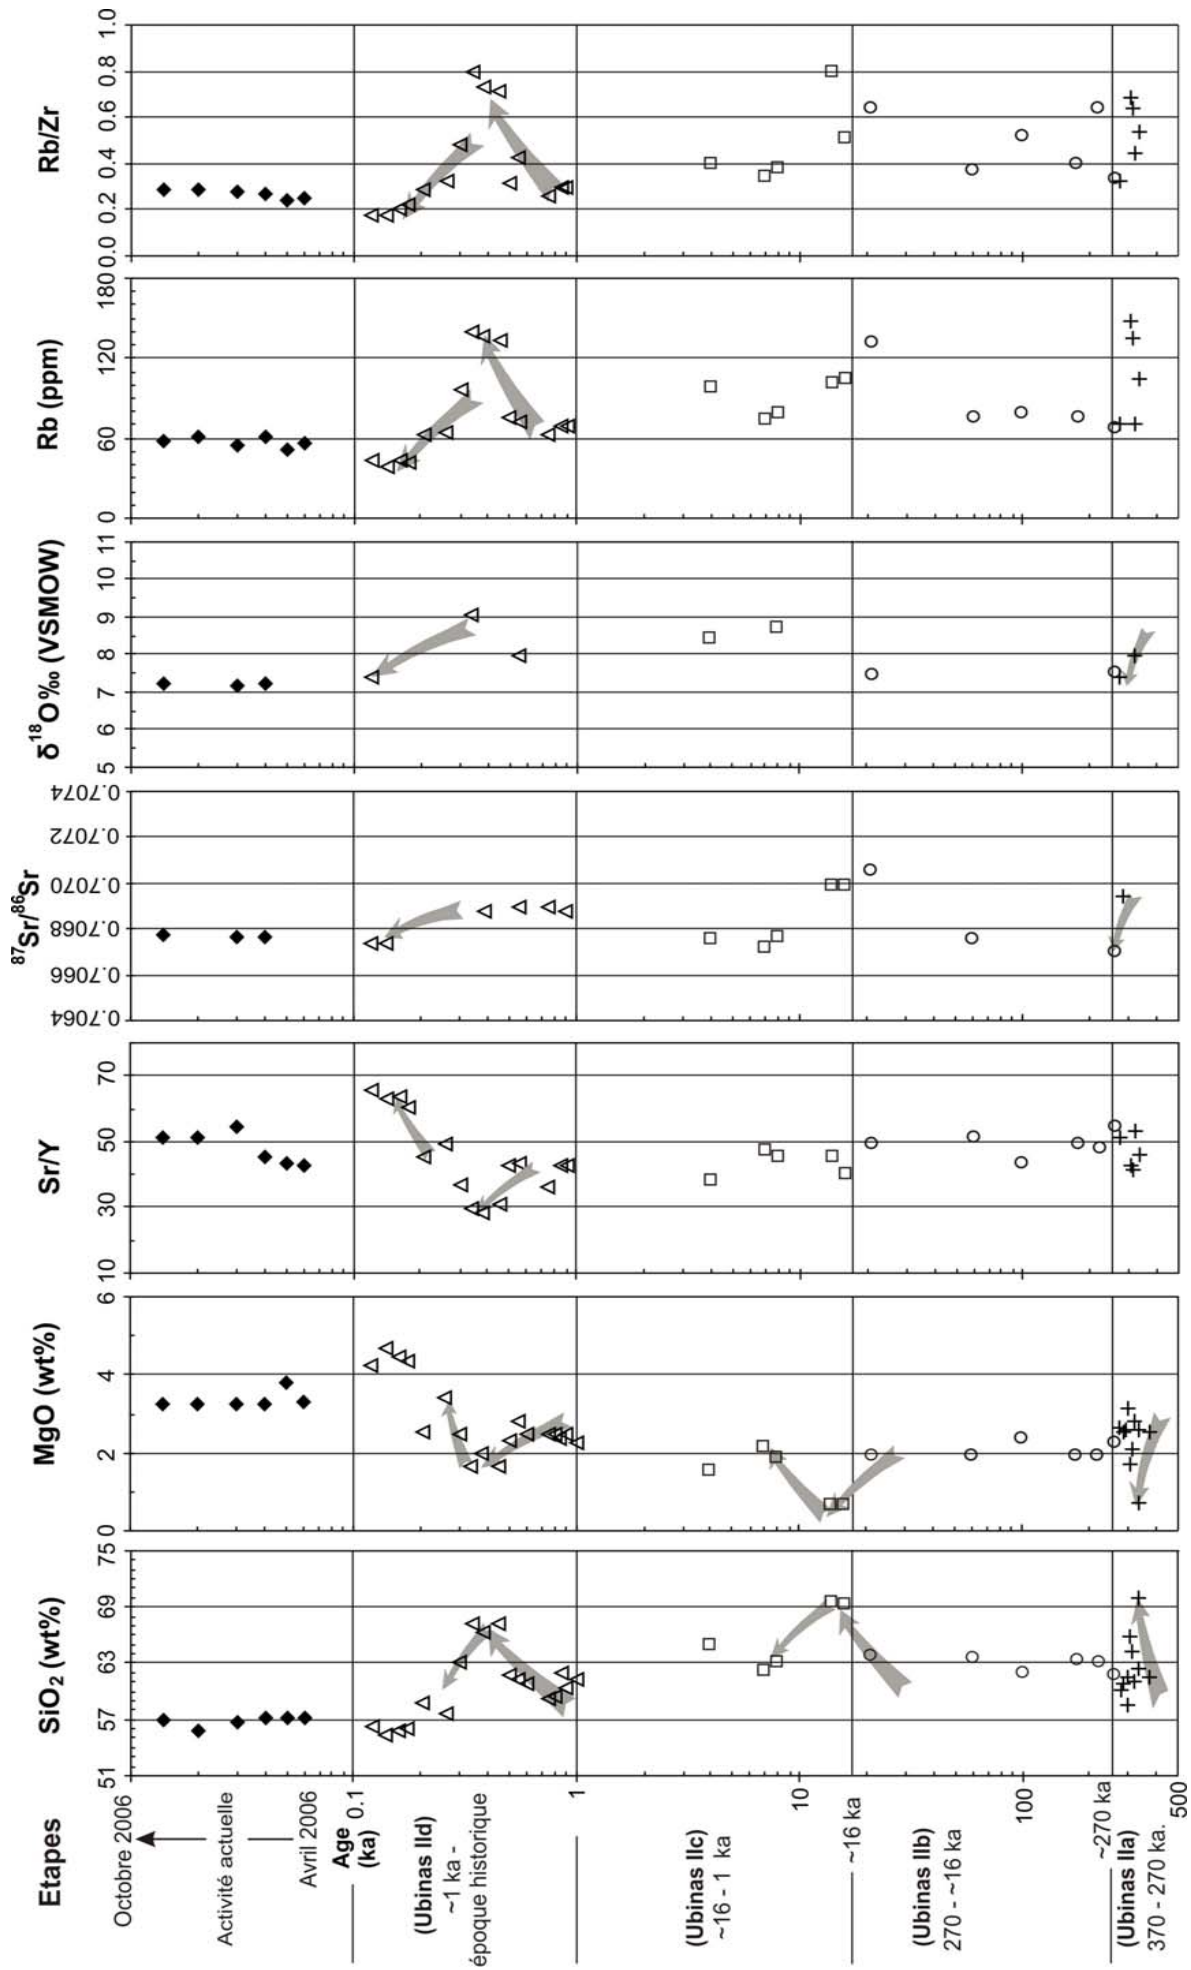 Etapes
SiO₂ (wt%)
MgO (wt%)
Sr/Y
⁸⁷Sr/⁸⁶Sr
δ¹⁸O‰ (VSMOW)
Rb (ppm)
Rb/Zr
51 57 63 69 75
0 2 4 6
10 30 50 70
0.7064 0.7066 0.7068 0.7070 0.7072 0.7074
5 6 7 8 9 10 11
0 60 120 180
0.0 0.2 0.4 0.6 0.8 1.0
Octobre 2006
Activité actuelle
Avril 2006
Age
(ka)
0.1
(Ubinas IId)
~1 ka -
époque historique
1
(Ubinas IIc)
~16 - 1 ka
10
~16 ka
(Ubinas IIb)
270 - ~16 ka
100
~270 ka
(Ubinas IIa)
370 - 270 ka.
500